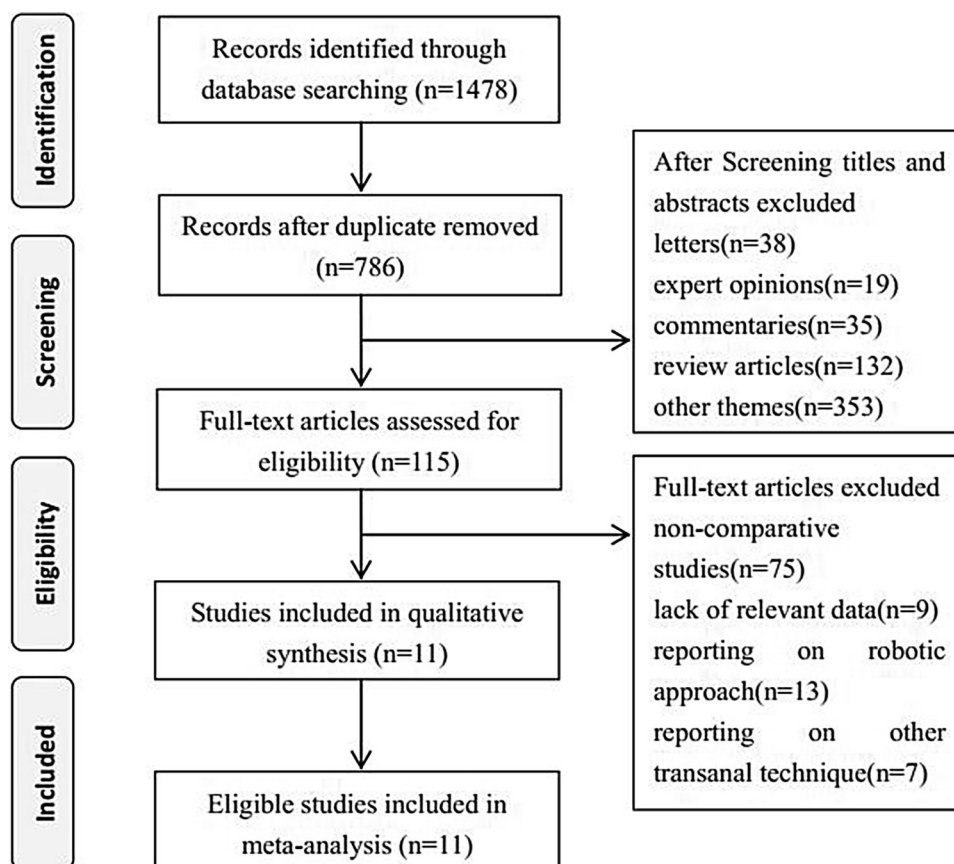 Identification
Records identified through
database searching (n=1478)
Records after duplicate removed
(n=786)
Screening
After Screening titles and
abstracts excluded
letters(n=38)
expert opinions(n=19)
commentaries(n=35)
review articles(n=132)
other themes(n=353)
Full-text articles assessed for
eligibility (n=115)
Eligibility
Full-text articles excluded
non-comparative
studies(n=75)
lack of relevant data(n=9)
reporting on robotic
approach(n=13)
reporting on other
transanal technique(n=7)
Studies included in qualitative
synthesis (n=11)
Included
Eligible studies included in
meta-analysis (n=11)